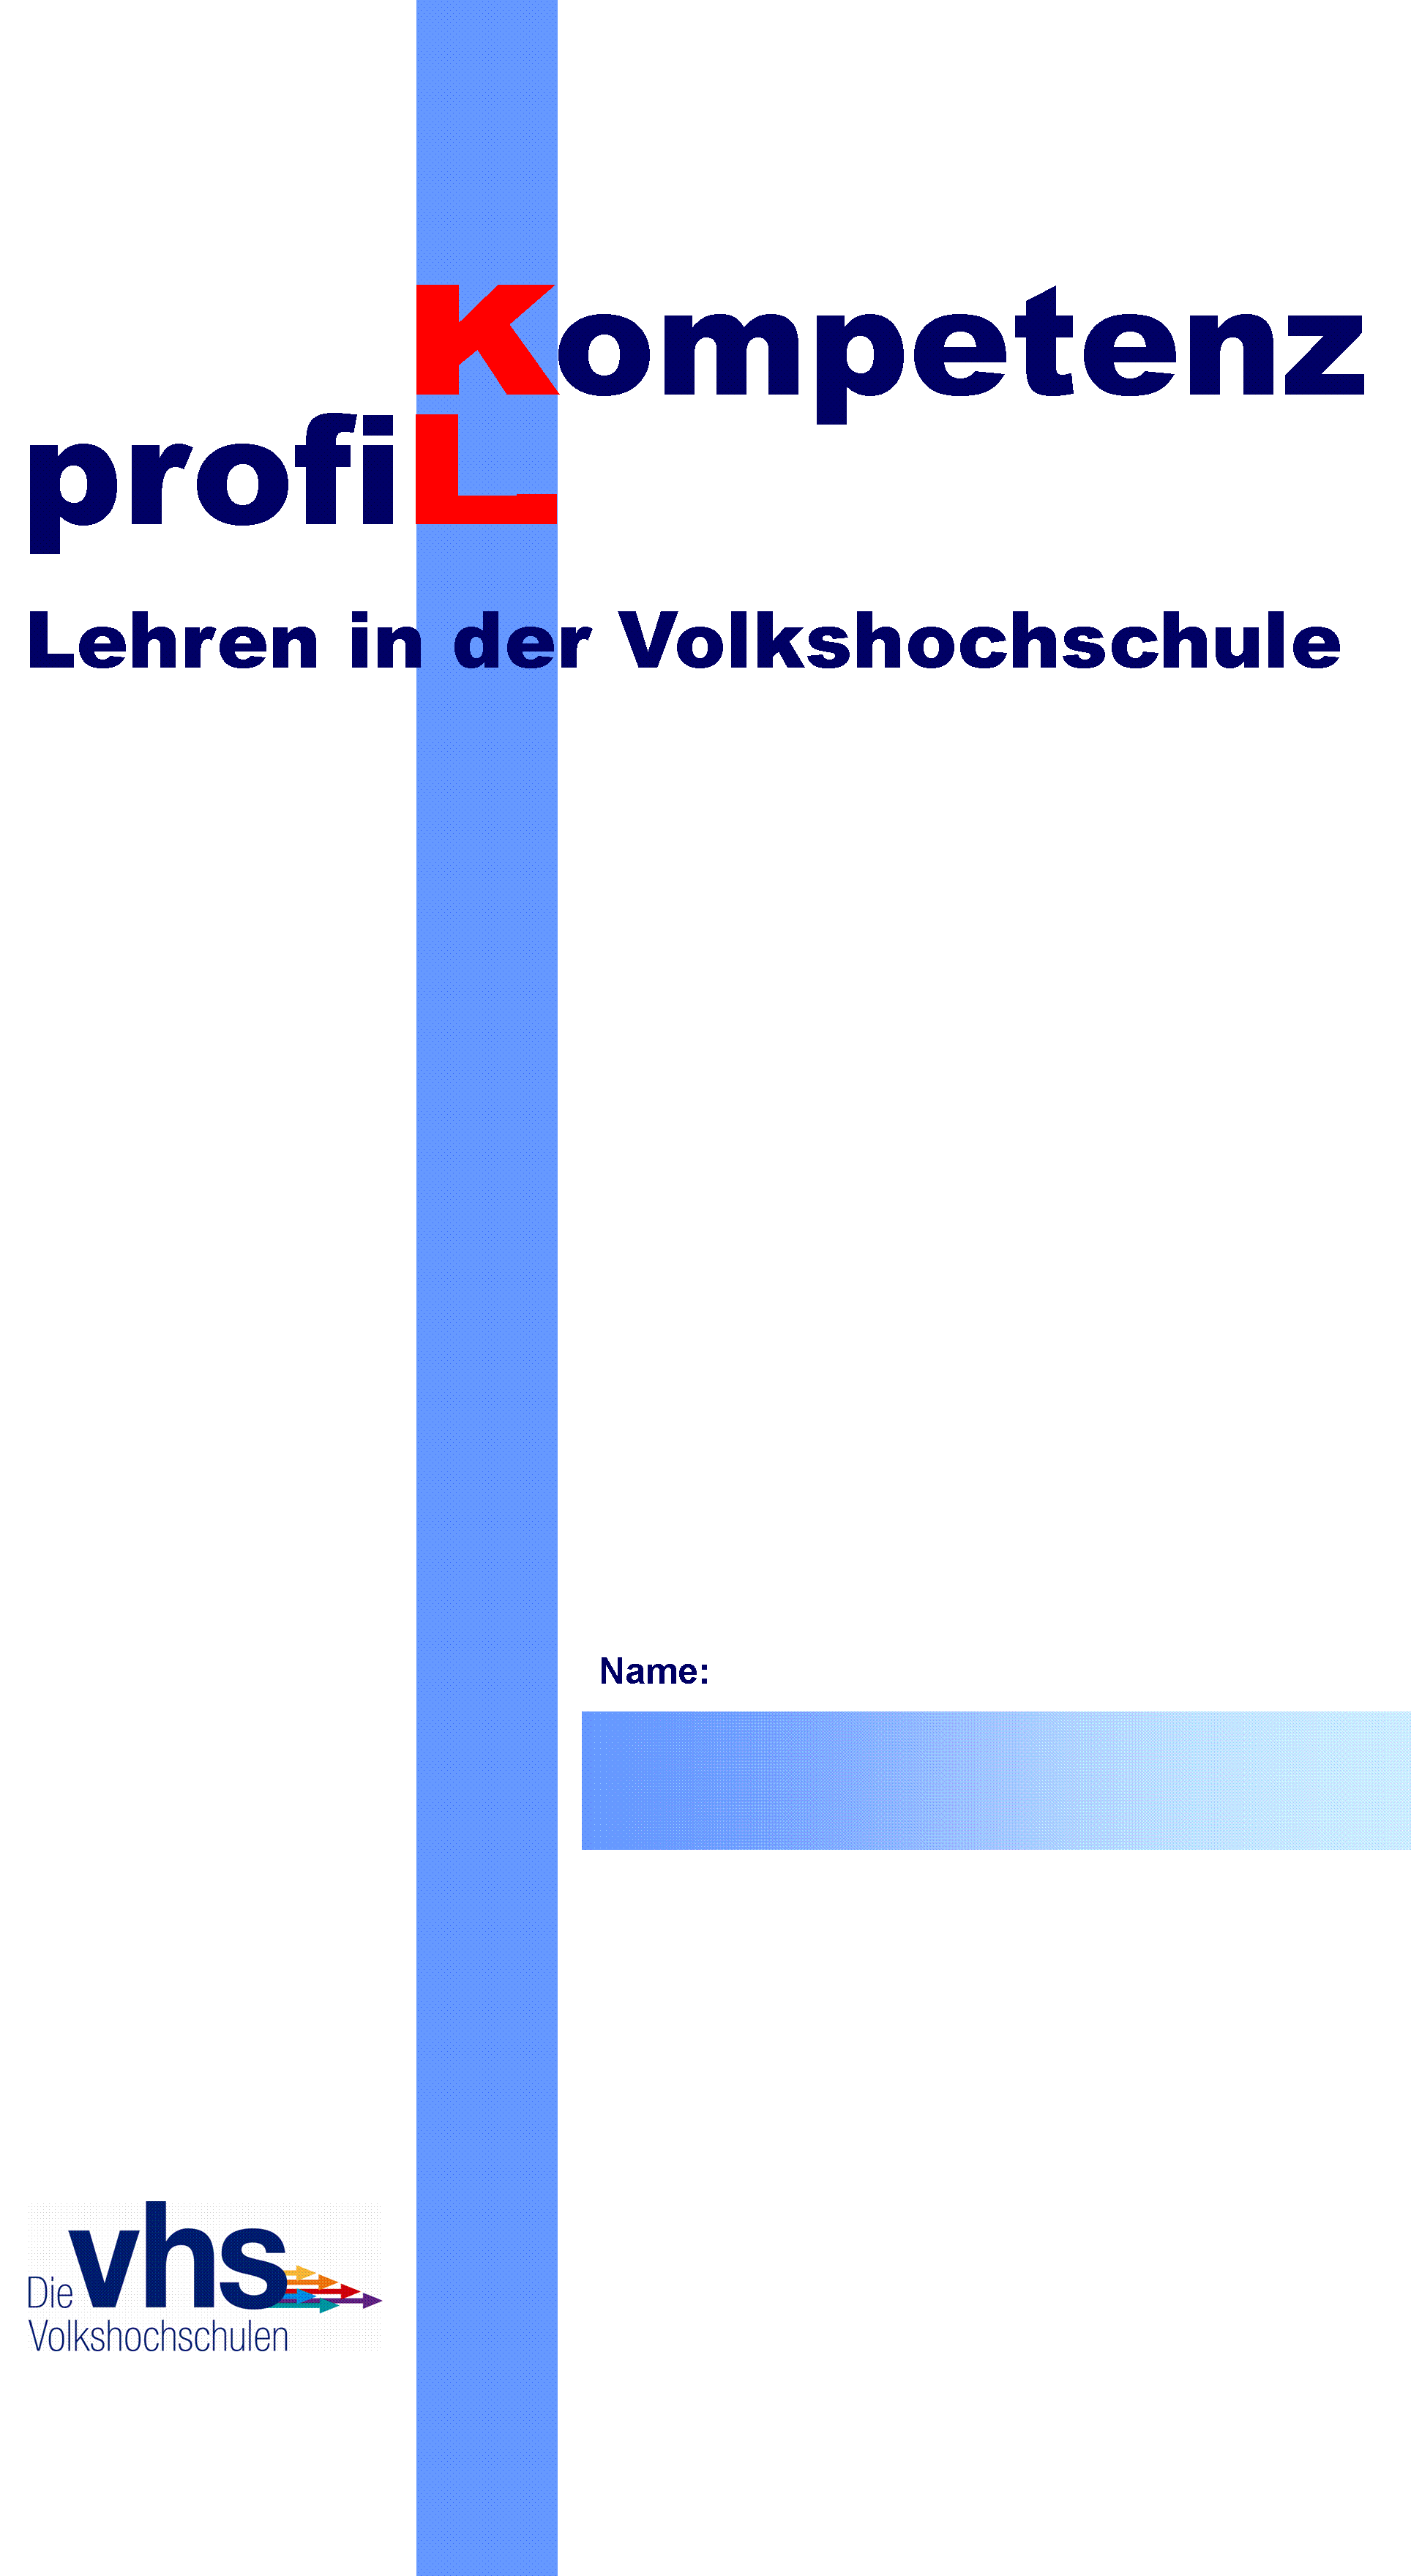 Kompetenz
profiL
Lehren in der Volkshochschule
Name:
Die vhs
Volkshochschulen